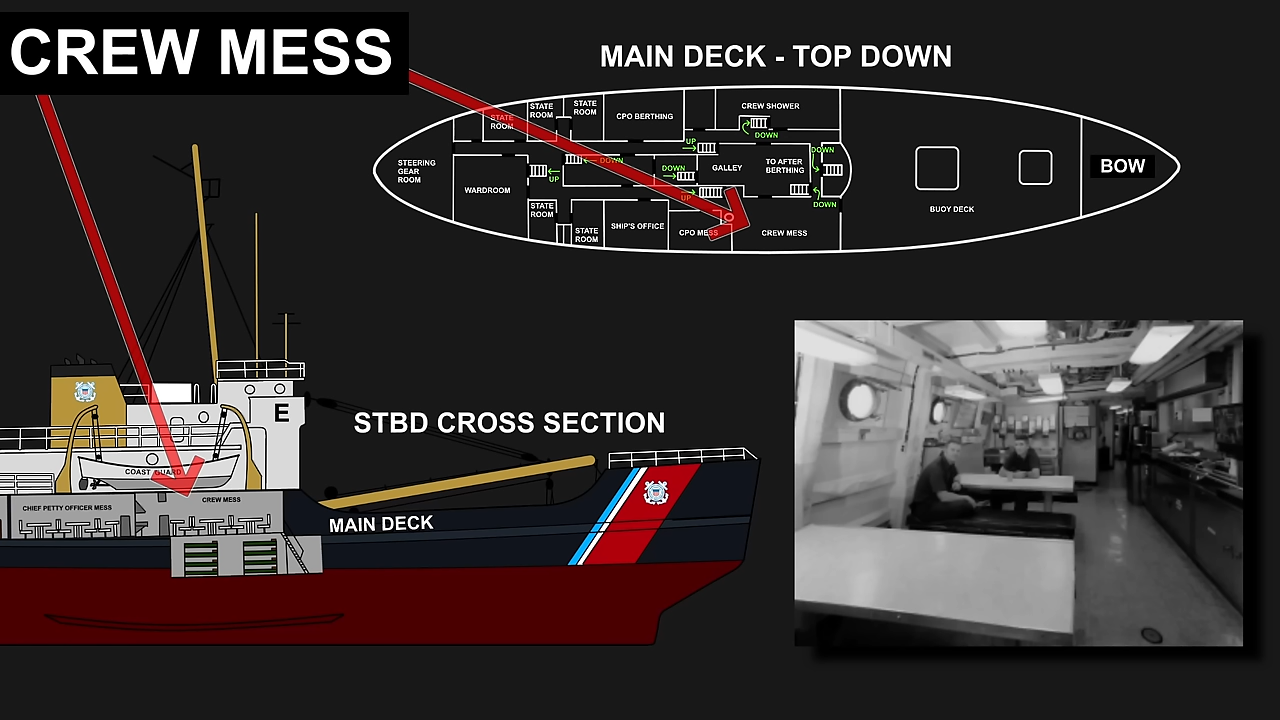 CREW MESS
MAIN DECK - TOP DOWN
STATE
ROOM
STATE
ROOM
STATE
ROOM
CPO BERTHING
CREW SHOWER
DOWN
UP
DOWN
DOWN
STEERING
GEAR
ROOM
WARDROOM
UP
DOWN
GALLEY
TO AFTER
BERTHING
BOW
UP
DOWN
STATE
ROOM
STATE
ROOM
SHIP'S OFFICE
CPO MESS
CREW MESS
BUOY DECK
E
STBD CROSS SECTION
COAST GUARD
CHIEF PETTY OFFICER MESS
CREW MESS
MAIN DECK